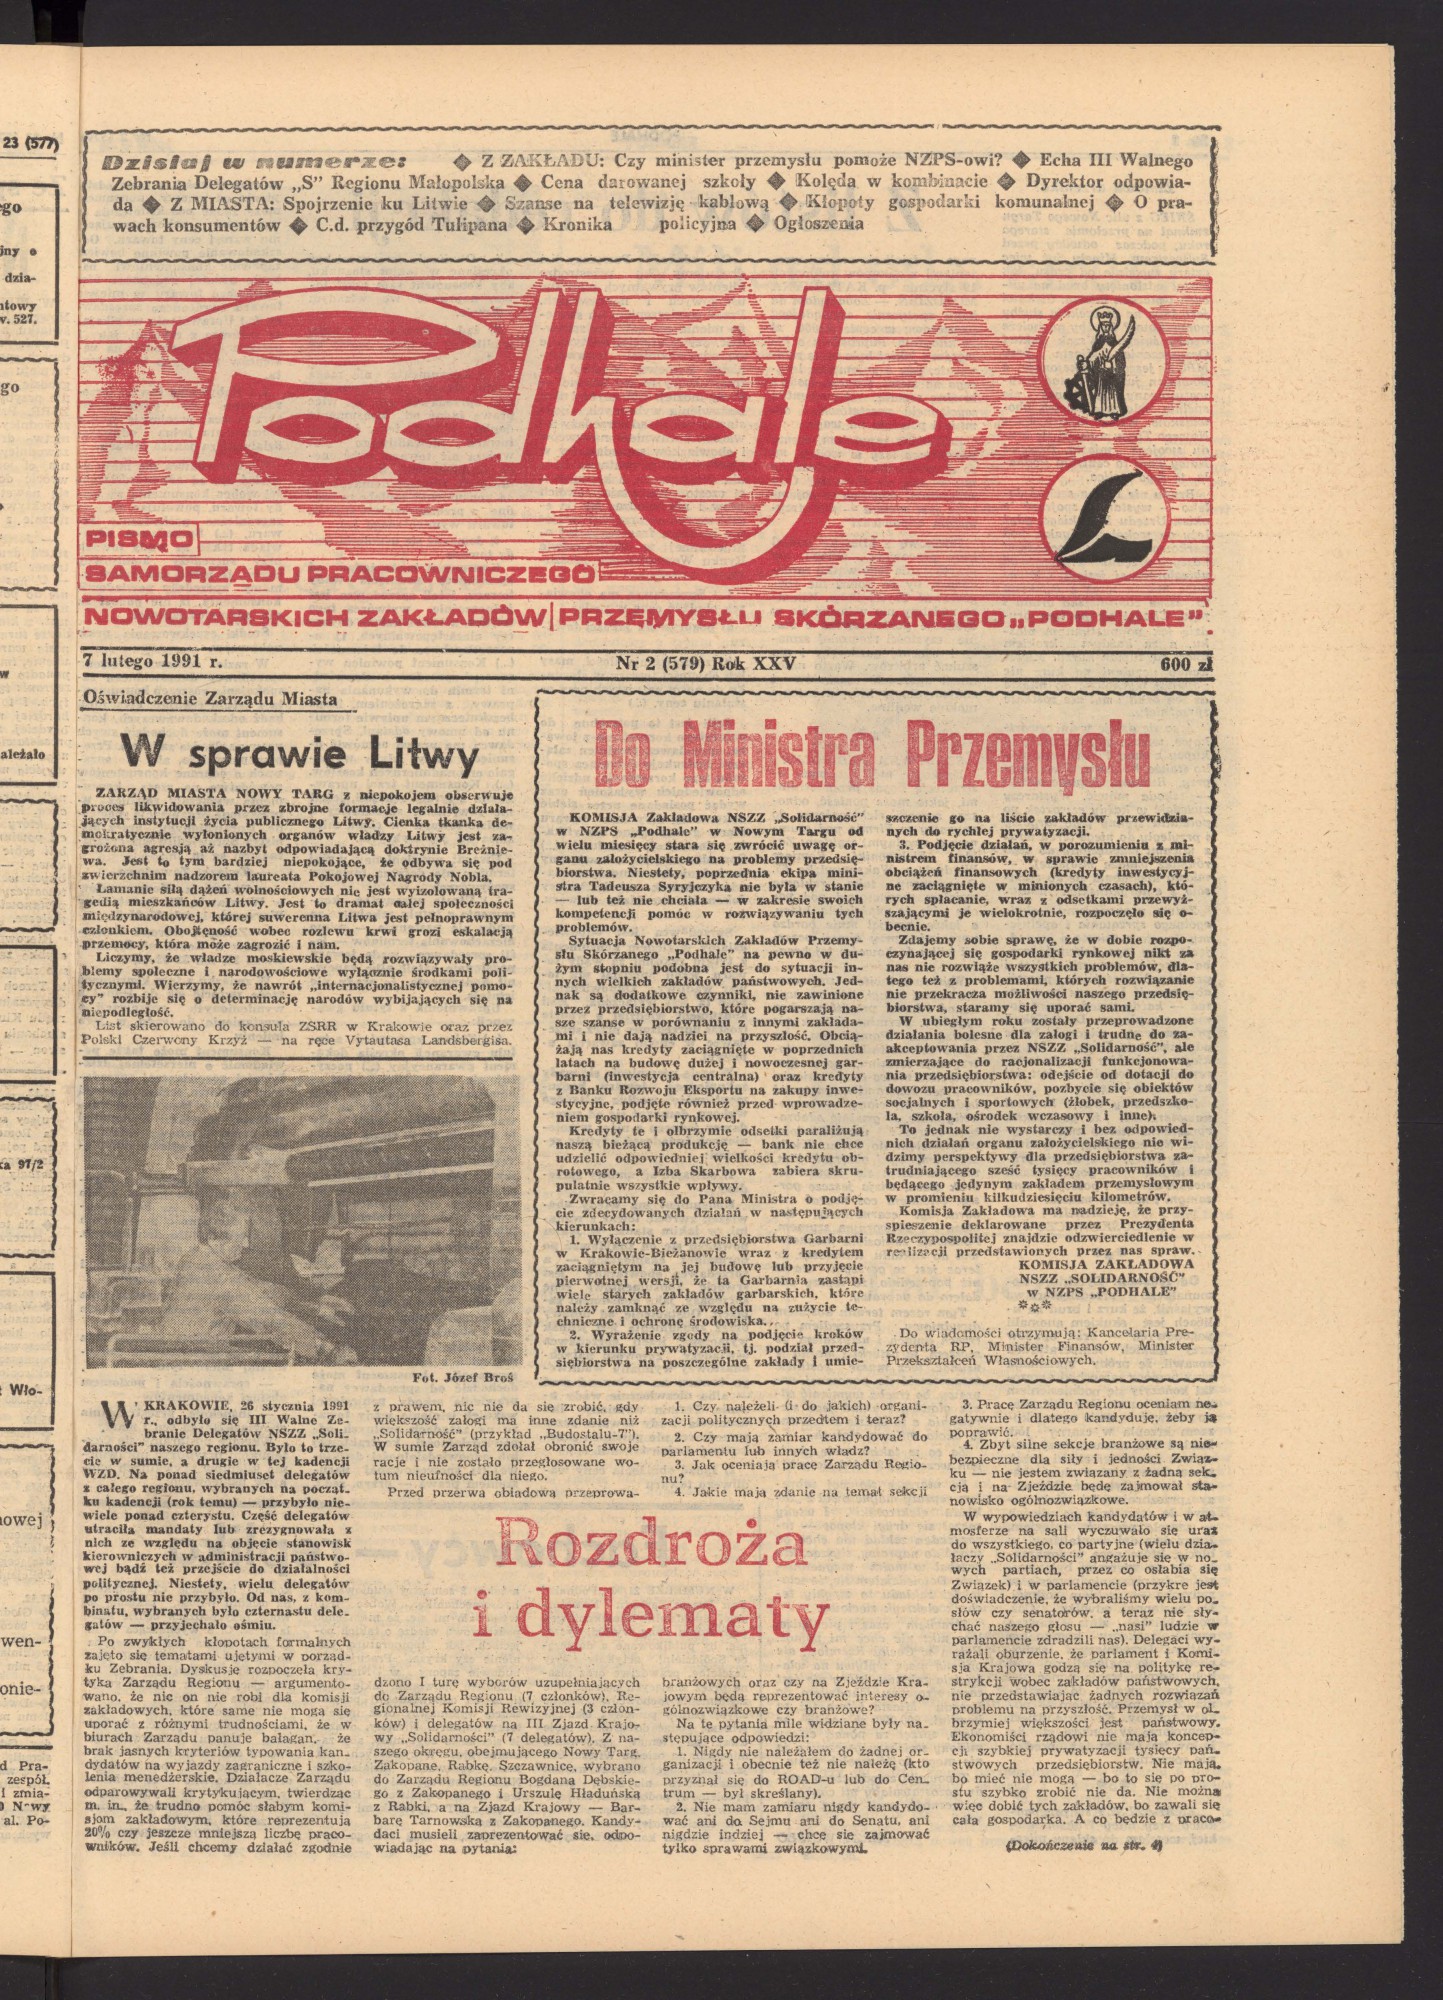 23 (577)
ego
jny o
dzia-
ntowy
w. 527.
go
w
ależało
ka 97/2
t Wło-
nowej
wen-
onie-
d Pra-
zespół.
i zmia-
al. Po-
Dzisiaj w numerze: ◆ Z ZAKŁADU: Czy minister przemysłu pomoże NZPS-owi? ◆ Echa III Walnego
Zebrania Delegatów „S” Regionu Małopolska ◆ Cena darowanej szkoły ◆ Kolęda w kombinacie ◆ Dyrektor odpowia-
da ◆ Z MIASTA: Spojrzenie ku Litwie ◆ Szanse na telewizję kablową ◆ Kłopoty gospodarki komunalnej ◆ O pra-
wach konsumentów ◆ C.d. przygód Tulipana ◆ Kronika policyjna ◆ Ogłoszenia
Podhale
PISMO
SAMORZĄDU PRACOWNICZEGO
NOWOTARSKICH ZAKŁADÓW PRZEMYSŁU SKÓRZANEGO „PODHALE”
7 lutego 1991 r.
Nr 2 (579) Rok XXV
600 zł
Oświadczenie Zarządu Miasta
W sprawie Litwy
ZARZĄD MIASTA NOWY TARG z niepokojem obserwuje
proces likwidowania przez zbrojne formacje legalnie działa-
jących instytucji życia publicznego Litwy. Cienka tkanka de-
mokratycznie wyłonionych organów władzy Litwy jest za-
grożona agresją aż nazbyt odpowiadającą doktrynie Breżnie-
wa. Jest to tym bardziej niepokojące, że odbywa się pod
zwierzchnim nadzorem laureata Pokojowej Nagrody Nobla.
Łamanie siłą dążeń wolnościowych nie jest wyizolowaną tra-
gedią mieszkańców Litwy. Jest to dramat całej społeczności
międzynarodowej, której suwerenna Litwa jest pełnoprawnym
członkiem. Obojętność wobec rozlewu krwi grozi eskalacją
przemocy, która może zagrozić i nam.
Liczymy, że władze moskiewskie będą rozwiązywały pro-
blemy społeczne i narodowościowe wyłącznie środkami poli-
tycznymi. Wierzymy, że nawrót „internacjonalistycznej pomo-
cy” rozbije się o determinację narodów wybijających się na
niepodległość.
List skierowano do konsula ZSRR w Krakowie oraz przez
Polski Czerwony Krzyż — na ręce Vytautasa Landsbergisa.
Fot. Józef Broś
Do Ministra Przemysłu
KOMISJA Zakładowa NSZZ „Solidarność”
w NZPS „Podhale” w Nowym Targu od
wielu miesięcy stara się zwrócić uwagę or-
ganu założycielskiego na problemy przedsię-
biorstwa. Niestety, poprzednia ekipa mini-
stra Tadeusza Syryjczyka nie była w stanie
— lub też nie chciała — w zakresie swoich
kompetencji pomóc w rozwiązywaniu tych
problemów.
Sytuacja Nowotarskich Zakładów Przemy-
słu Skórzanego „Podhale” na pewno w du-
żym stopniu podobna jest do sytuacji in-
nych wielkich zakładów państwowych. Jed-
nak są dodatkowe czynniki, nie zawinione
przez przedsiębiorstwo, które pogarszają na-
sze szanse w porównaniu z innymi zakłada-
mi i nie dają nadziei na przyszłość. Obcią-
żają nas kredyty zaciągnięte w poprzednich
latach na budowę dużej i nowoczesnej gar-
barni (inwestycja centralna) oraz kredyty
z Banku Rozwoju Eksportu na zakupy inwe-
stycyjne, podjęte również przed wprowadze-
niem gospodarki rynkowej.
Kredyty te i olbrzymie odsetki paraliżują
naszą bieżącą produkcję — bank nie chce
udzielić odpowiedniej wielkości kredytu ob-
rotowego, a Izba Skarbowa zabiera skru-
pulatnie wszystkie wpływy.
Zwracamy się do Pana Ministra o podję-
cie zdecydowanych działań w następujących
kierunkach:
1. Wyłączenie z przedsiębiorstwa Garbarni
w Krakowie-Bieżanowie wraz z kredytem
zaciągniętym na jej budowę lub przyjęcie
pierwotnej wersji, że ta Garbarnia zastąpi
wiele starych zakładów garbarskich, które
należy zamknąć ze względu na zużycie te-
chniczne i ochronę środowiska.
2. Wyrażenie zgody na podjęcie kroków
w kierunku prywatyzacji, tj. podział przed-
siębiorstwa na poszczególne zakłady i umie-
szczenie go na liście zakładów przewidzia-
nych do rychłej prywatyzacji.
3. Podjęcie działań, w porozumieniu z mi-
nistrem finansów, w sprawie zmniejszenia
obciążeń finansowych (kredyty inwestycyj-
ne zaciągnięte w minionych czasach), któ-
rych spłacanie, wraz z odsetkami przewyż-
szającymi je wielokrotnie, rozpoczęło się o-
becnie.
Zdajemy sobie sprawę, że w dobie rozpo-
czynającej się gospodarki rynkowej nikt za
nas nie rozwiąże wszystkich problemów, dla-
tego też z problemami, których rozwiązanie
nie przekracza możliwości naszego przedsię-
biorstwa, staramy się uporać sami.
W ubiegłym roku zostały przeprowadzone
działania bolesne dla załogi i trudne do za-
akceptowania przez NSZZ „Solidarność”, ale
zmierzające do racjonalizacji funkcjonowa-
nia przedsiębiorstwa: odejście od dotacji do
dowozu pracowników, pozbycie się obiektów
socjalnych i sportowych (żłobek, przedszko-
la, szkoła, ośrodek wczasowy i inne).
To jednak nie wystarczy i bez odpowied-
nich działań organu założycielskiego nie wi-
dzimy perspektywy dla przedsiębiorstwa za-
trudniającego sześć tysięcy pracowników i
będącego jedynym zakładem przemysłowym
w promieniu kilkudziesięciu kilometrów.
Komisja Zakładowa ma nadzieję, że przy-
spieszenie deklarowane przez Prezydenta
Rzeczypospolitej znajdzie odzwierciedlenie w
realizacji przedstawionych przez nas spraw.
KOMISJA ZAKŁADOWA
NSZZ „SOLIDARNOŚĆ”
w NZPS „PODHALE”
***
Do wiadomości otrzymują: Kancelaria Pre-
zydenta RP, Minister Finansów, Minister
Przekształceń Własnościowych.
W KRAKOWIE, 26 stycznia 1991
r., odbyło się III Walne Ze-
branie Delegatów NSZZ „Soli-
darności” naszego regionu. Było to trze-
cie w sumie, a drugie w tej kadencji
WZD. Na ponad siedmiuset delegatów
z całego regionu, wybranych na począt-
ku kadencji (rok temu) — przybyło nie-
wiele ponad czterystu. Część delegatów
utraciła mandaty lub zrezygnowała z
nich ze względu na objęcie stanowisk
kierowniczych w administracji państwo-
wej bądź też przejście do działalności
politycznej. Niestety, wielu delegatów
po prostu nie przybyło. Od nas, z kom-
binatu, wybranych było czternastu dele-
gatów — przyjechało ośmiu.
Po zwykłych kłopotach formalnych
zajęto się tematami ujętymi w porząd-
ku Zebrania. Dyskusję rozpoczęła kry-
tyka Zarządu Regionu — argumento-
wano, że nic on nie robi dla komisji
zakładowych, które same nie mogą się
uporać z różnymi trudnościami, że w
biurach Zarządu panuje bałagan, że
brak jasnych kryteriów typowania kan-
dydatów na wyjazdy zagraniczne i szko-
lenia menedżerskie. Działacze Zarządu
odparowywali krytykującym, twierdząc
m. in., że trudno pomóc słabym komi-
sjom zakładowym, które reprezentują
20% czy jeszcze mniejszą liczbę praco-
wników. Jeśli chcemy działać zgodnie
z prawem, nic nie da się zrobić, gdy
większość załogi ma inne zdanie niż
„Solidarność” (przykład „Budostalu-7”).
W sumie Zarząd zdołał obronić swoje
racje i nie zostało przegłosowane wo-
tum nieufności dla niego.
Przed przerwą obiadową przeprowa-
Rozdroża
i dylematy
dzono I turę wyborów uzupełniających
do Zarządu Regionu (7 członków), Re-
gionalnej Komisji Rewizyjnej (3 człon-
ków) i delegatów na III Zjazd Krajo-
wy „Solidarności” (7 delegatów). Z na-
szego okręgu, obejmującego Nowy Targ,
Zakopane, Rabkę, Szczawnicę, wybrano
do Zarządu Regionu Bogdana Dębskie-
go z Zakopanego i Urszulę Hładuńską
z Rabki, a na Zjazd Krajowy — Bar-
barę Tarnowską z Zakopanego. Kandy-
daci musieli zaprezentować się, odpo-
wiadając na pytania:
1. Czy należeli (i do jakich) organi-
zacji politycznych przedtem i teraz?
2. Czy mają zamiar kandydować do
parlamentu lub innych władz?
3. Jak oceniają pracę Zarządu Regio-
nu?
4. Jakie mają zdanie na temat sekcji
branżowych oraz czy na Zjeździe Kra-
jowym będą reprezentować interesy o-
gólnozwiązkowe czy branżowe?
Na te pytania mile widziane były na-
stępujące odpowiedzi:
1. Nigdy nie należałem do żadnej or-
ganizacji i obecnie też nie należę (kto
przyznał się do ROAD-u lub do Cen-
trum — był skreślany).
2. Nie mam zamiaru nigdy kandydo-
wać ani do Sejmu ani do Senatu, ani
nigdzie indziej — chcę się zajmować
tylko sprawami związkowymi.
3. Pracę Zarządu Regionu oceniam ne-
gatywnie i dlatego kandyduję, żeby ją
poprawić.
4. Zbyt silne sekcje branżowe są nie-
bezpieczne dla siły i jedności Związ-
ku — nie jestem związany z żadną sek-
cją i na Zjeździe będę zajmował sta-
nowisko ogólnozwiązkowe.
W wypowiedziach kandydatów i w at-
mosferze na sali wyczuwało się uraz
do wszystkiego, co partyjne (wielu dzia-
łaczy „Solidarności” angażuje się w no-
wych partiach, przez co osłabia się
Związek) i w parlamencie (przykre jest
doświadczenie, że wybraliśmy wielu po-
słów czy senatorów, a teraz nie sły-
chać naszego głosu — „nasi” ludzie w
parlamencie zdradzili nas). Delegaci wy-
rażali oburzenie, że parlament i Komi-
sja Krajowa godzą się na politykę re-
strykcji wobec zakładów państwowych,
nie przedstawiając żadnych rozwiązań
problemu na przyszłość. Przemysł w ol-
brzymiej większości jest państwowy.
Ekonomiści rządowi nie mają koncep-
cji szybkiej prywatyzacji tysięcy pań-
stwowych przedsiębiorstw. Nie mają,
bo mieć nie mogą — bo to się po pro-
stu szybko zrobić nie da. Nie można
więc dobić tych zakładów, bo zawali się
cała gospodarka. A co będzie z praco-
(Dokończenie na str. 4)